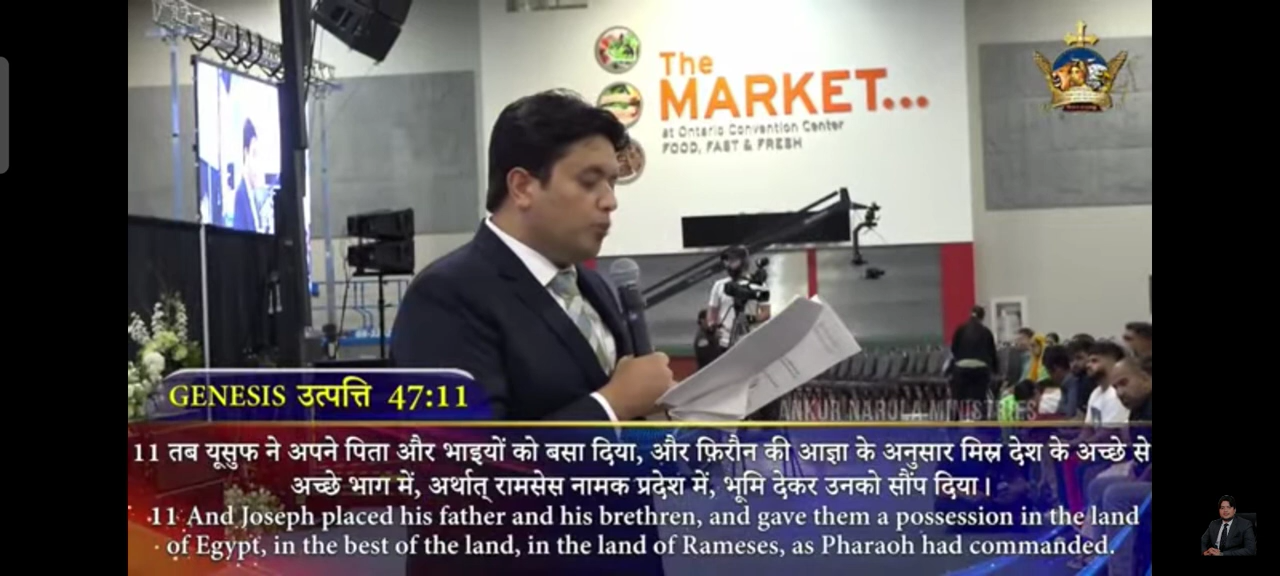 The
MARKET...
at Ontario Convention Center
FOOD, FAST & FRESH
ANKUR NARULA MINISTRIES
GENESIS उत्पत्ति 47:11
11 तब यूसुफ ने अपने पिता और भाइयों को बसा दिया, और फ़िरौन की आज्ञा के अनुसार मिस्र देश के अच्छे से
अच्छे भाग में, अर्थात् रामसेस नामक प्रदेश में, भूमि देकर उनको सौंप दिया।
11 And Joseph placed his father and his brethren, and gave them a possession in the land
of Egypt, in the best of the land, in the land of Rameses, as Pharaoh had commanded.